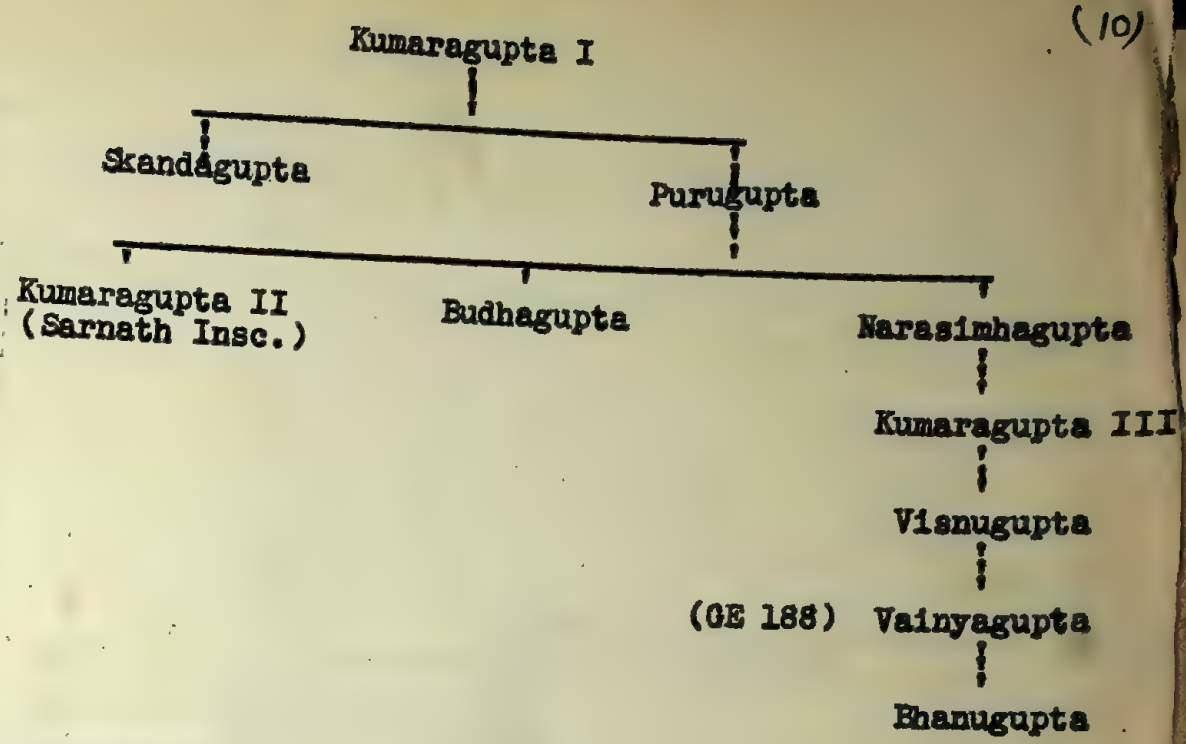 (10)
Kumaragupta I
Skandagupta
Purugupta
Kumaragupta II
(Sarnath Insc.)
Budhagupta
Narasimhagupta
Kumaragupta III
Visnugupta
(GE 188) Vainyagupta
Bhanugupta